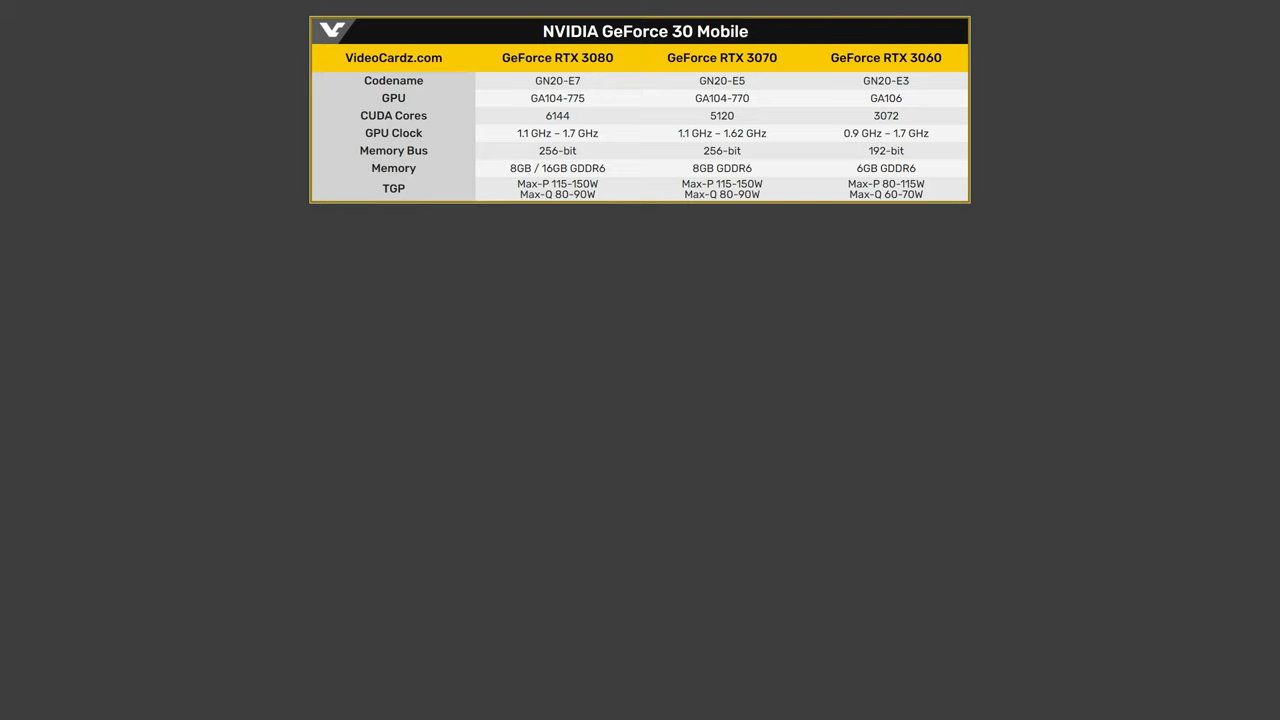 NVIDIA GeForce 30 Mobile
VideoCardz.com GeForce RTX 3080 GeForce RTX 3070 GeForce RTX 3060
Codename GN20-E7 GN20-E5 GN20-E3
GPU GA104-775 GA104-770 GA106
CUDA Cores 6144 5120 3072
GPU Clock 1.1 GHz – 1.7 GHz 1.1 GHz – 1.62 GHz 0.9 GHz – 1.7 GHz
Memory Bus 256-bit 256-bit 192-bit
Memory 8GB / 16GB GDDR6 8GB GDDR6 6GB GDDR6
TGP Max-P 115-150W Max-P 115-150W Max-P 80-115W
Max-Q 80-90W Max-Q 80-90W Max-Q 60-70W